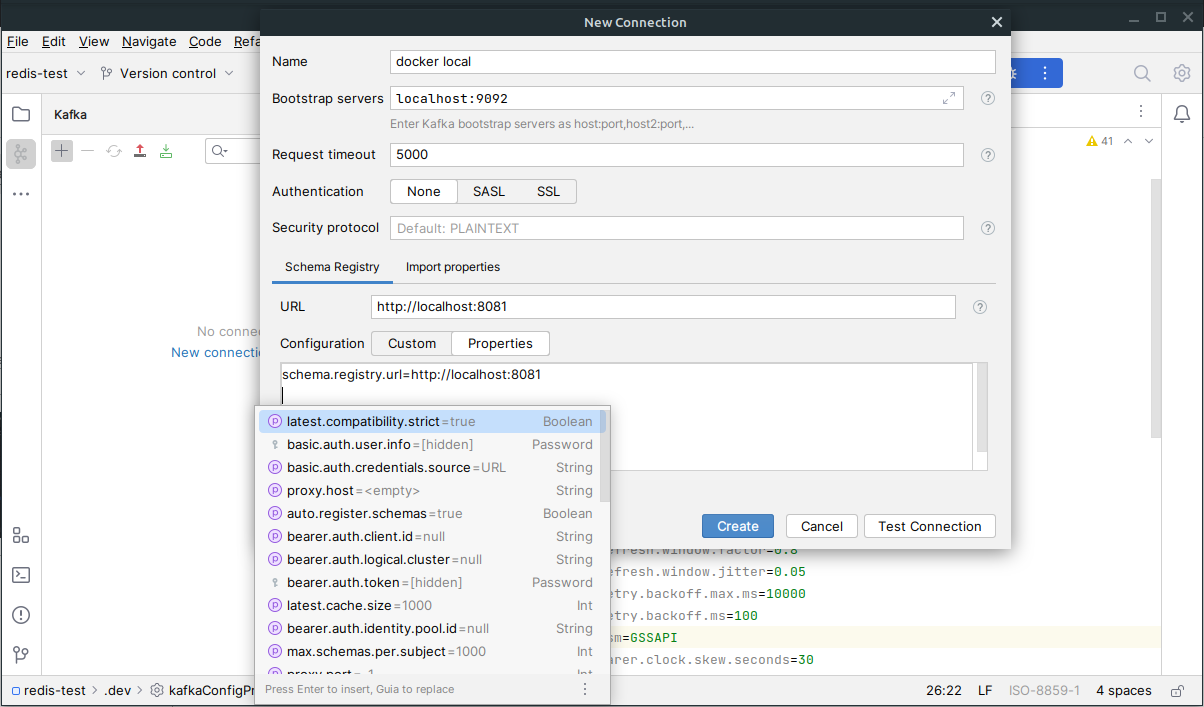 New Connection
File Edit View Navigate Code Refa
redis-test Version control
Kafka
41
No connec
New connectio
Name docker local
Bootstrap servers localhost:9092
Enter Kafka bootstrap servers as host:port,host2:port,...
Request timeout 5000
Authentication None SASL SSL
Security protocol Default: PLAINTEXT
Schema Registry Import properties
URL http://localhost:8081
Configuration Custom Properties
schema.registry.url=http://localhost:8081
latest.compatibility.strict=true Boolean
basic.auth.user.info=[hidden] Password
basic.auth.credentials.source=URL String
proxy.host=<empty> String
auto.register.schemas=true Boolean
bearer.auth.client.id=null String
bearer.auth.logical.cluster=null String
bearer.auth.token=[hidden] Password
latest.cache.size=1000 Int
bearer.auth.identity.pool.id=null String
max.schemas.per.subject=1000 Int
proxy.port=-1 Int
Press Enter to insert, Guia to replace
Create Cancel Test Connection
efresh.window.factor=0.8
efresh.window.jitter=0.05
etry.backoff.max.ms=10000
etry.backoff.ms=100
sm=GSSAPI
arer.clock.skew.seconds=30
redis-test > .dev > kafkaConfigPr
26:22 LF ISO-8859-1 4 spaces